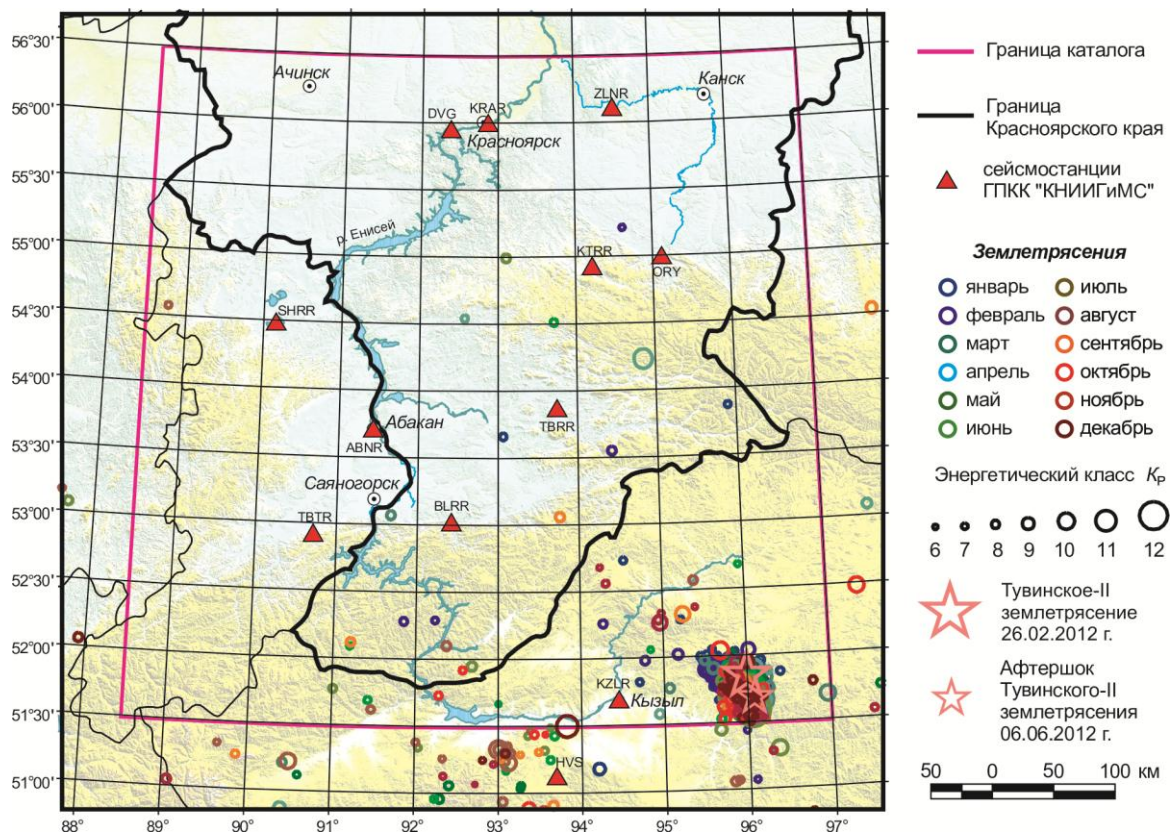 56°30'
56°00'
55°30'
55°00'
54°30'
54°00'
53°30'
53°00'
52°30'
52°00'
51°30'
51°00'
88°
89°
90°
91°
92°
93°
94°
95°
96°
97°
Ачинск
Канск
ZLNR
DVG
KRAR
Красноярск
р. Енисей
KTRR
ORY
SHRR
TBRR
Абакан
ABNR
Саяногорск
TBTR
BLRR
KZLR
Кызыл
HVS
Граница каталога
Граница
Красноярского края
сейсмостанции
ГПКК "КНИИГиМС"
Землетрясения
январь
февраль
март
апрель
май
июнь
июль
август
сентябрь
октябрь
ноябрь
декабрь
Энергетический класс Kр
6 7 8 9 10 11 12
Тувинское-II
землетрясение
26.02.2012 г.
Афтершок
Тувинского-II
землетрясения
06.06.2012 г.
50 0 50 100 км